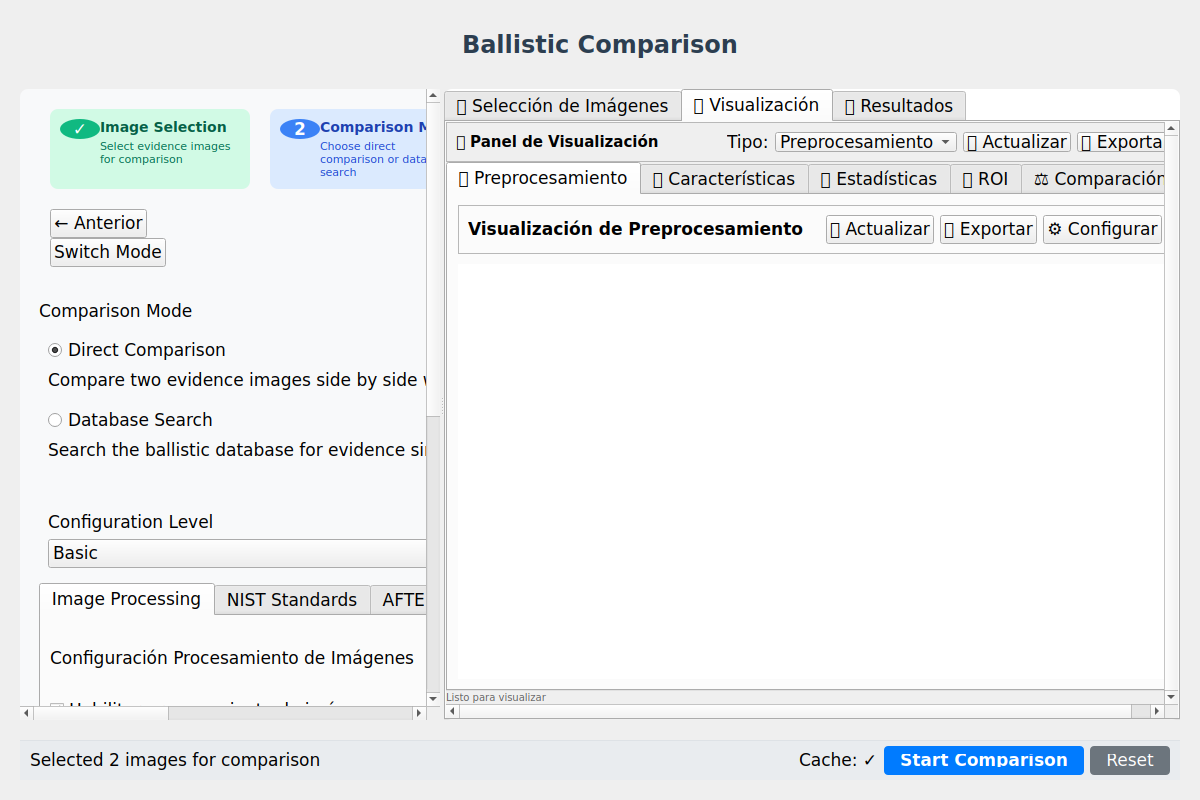 Ballistic Comparison
✓ Image Selection
Select evidence images
for comparison
2 Comparison M
Choose direct
comparison or data
search
← Anterior
Switch Mode
Comparison Mode
Direct Comparison
Compare two evidence images side by side
Database Search
Search the ballistic database for evidence si
Configuration Level
Basic
Image Processing NIST Standards AFTE
Configuración Procesamiento de Imágenes
Selección de Imágenes Visualización Resultados
Panel de Visualización Tipo: Preprocesamiento Actualizar Exporta
Preprocesamiento Características Estadísticas ROI ⚖ Comparación
Visualización de Preprocesamiento Actualizar Exportar ⚙ Configurar
Listo para visualizar
Selected 2 images for comparison Cache: ✓ Start Comparison Reset